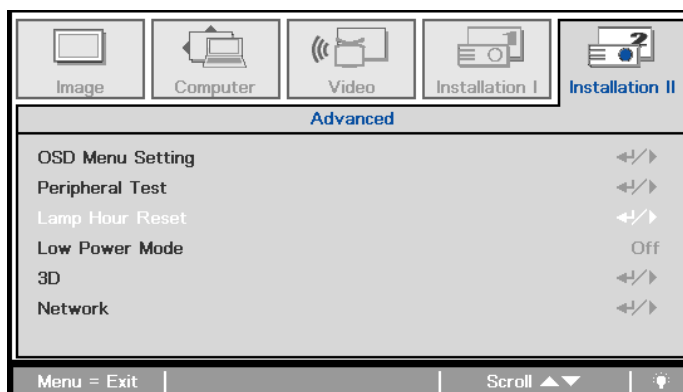 Image Computer Video Installation I Installation II
Advanced
OSD Menu Setting
Peripheral Test
Lamp Hour Reset
Low Power Mode Off
3D
Network
Menu = Exit Scroll ▲▼